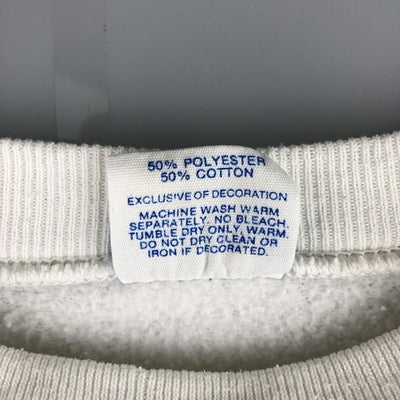 50% POLYESTER
50% COTTON
EXCLUSIVE OF DECORATION
MACHINE WASH WARM
SEPARATELY. NO BLEACH.
TUMBLE DRY ONLY, WARM.
DO NOT DRY CLEAN OR
IRON IF DECORATED.